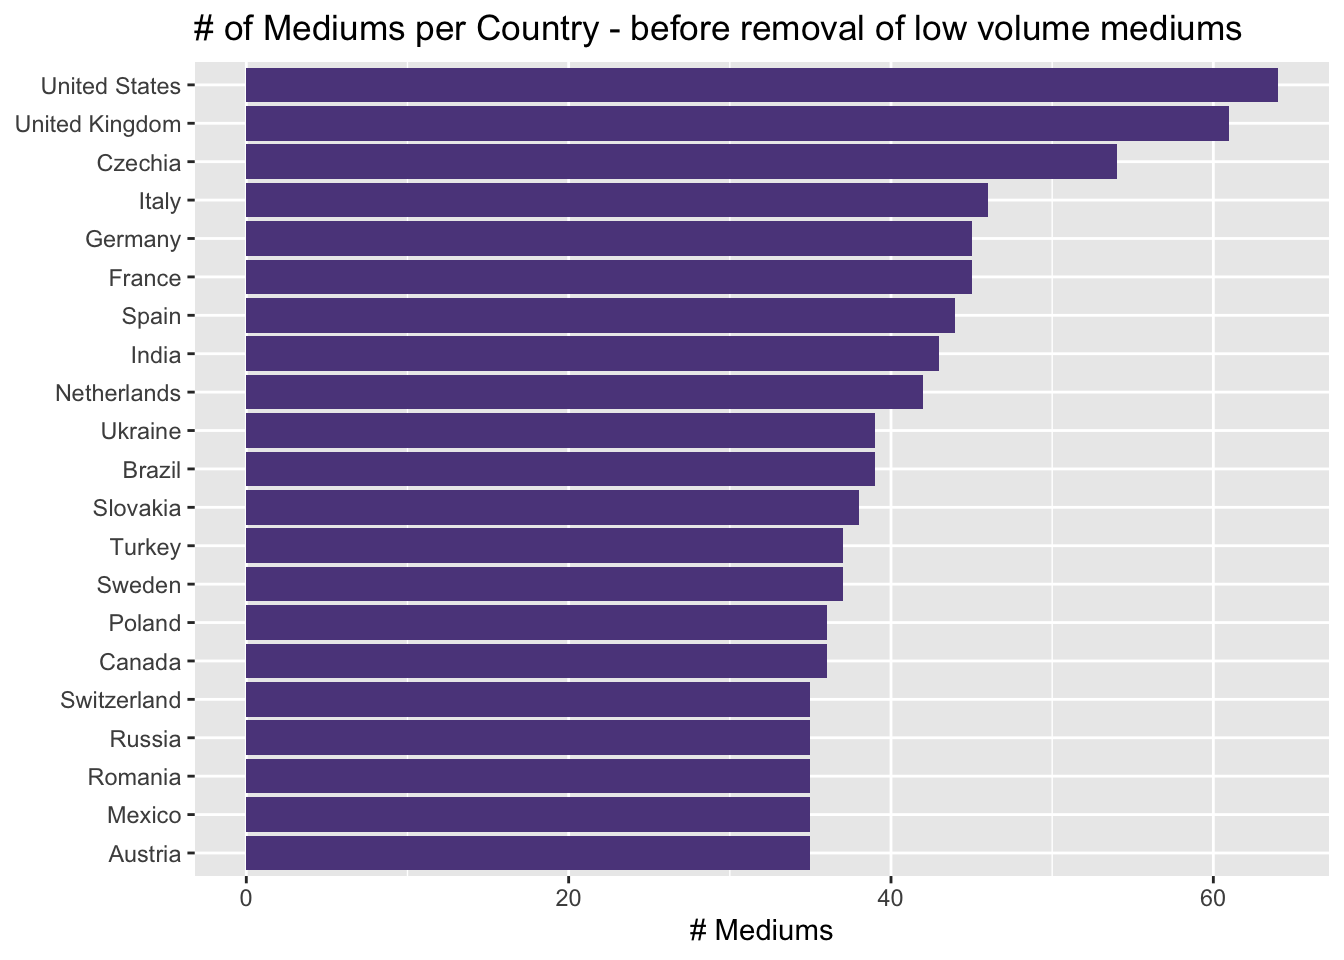 # of Mediums per Country - before removal of low volume mediums
United States
United Kingdom
Czechia
Italy
Germany
France
Spain
India
Netherlands
Ukraine
Brazil
Slovakia
Turkey
Sweden
Poland
Canada
Switzerland
Russia
Romania
Mexico
Austria
0 20 40 60
# Mediums